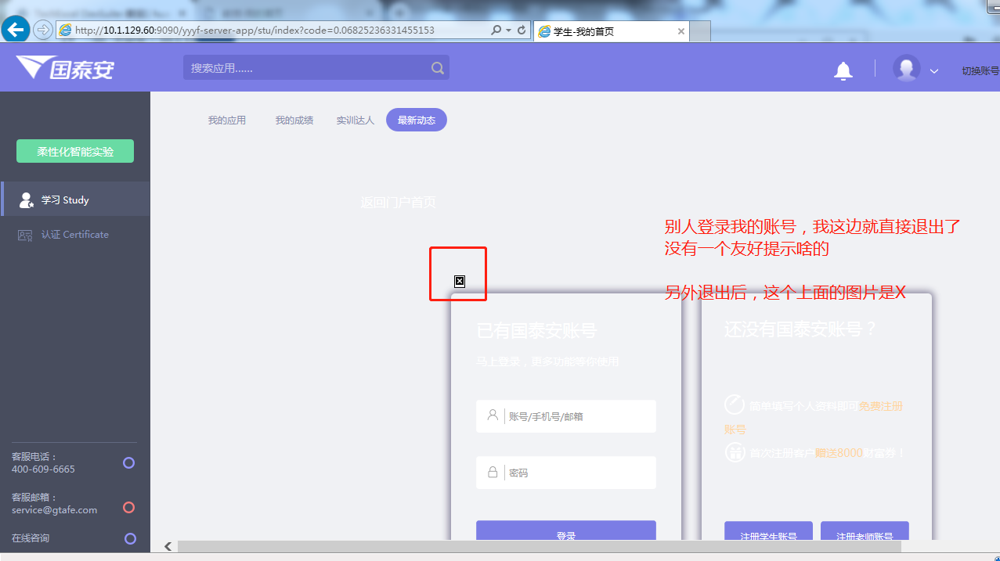 http://10.1.129.60:9090/yyyf-server-app/stu/index?code=0.6925236331455153
学生-我的首页
国泰安
搜索应用......
切换账号
我的应用
我的成绩
实训达人
最新动态
柔性化智能实验
学习 Study
认证 Certificate
返回门户首页
别人登录我的账号，我这边就直接退出了
没有一个友好提示啥的
另外退出后，这个上面的图片是X
已有国泰安账号
马上登录，更多功能等你使用
账号/手机号/邮箱
密码
登录
还没有国泰安账号？
简单填写个人资料即可免费注册
账号
首次注册客户赠送8000财富券！
注册学生账号
注册老师账号
客服电话：
400-609-6665
客服邮箱：
service@gtafe.com
在线咨询